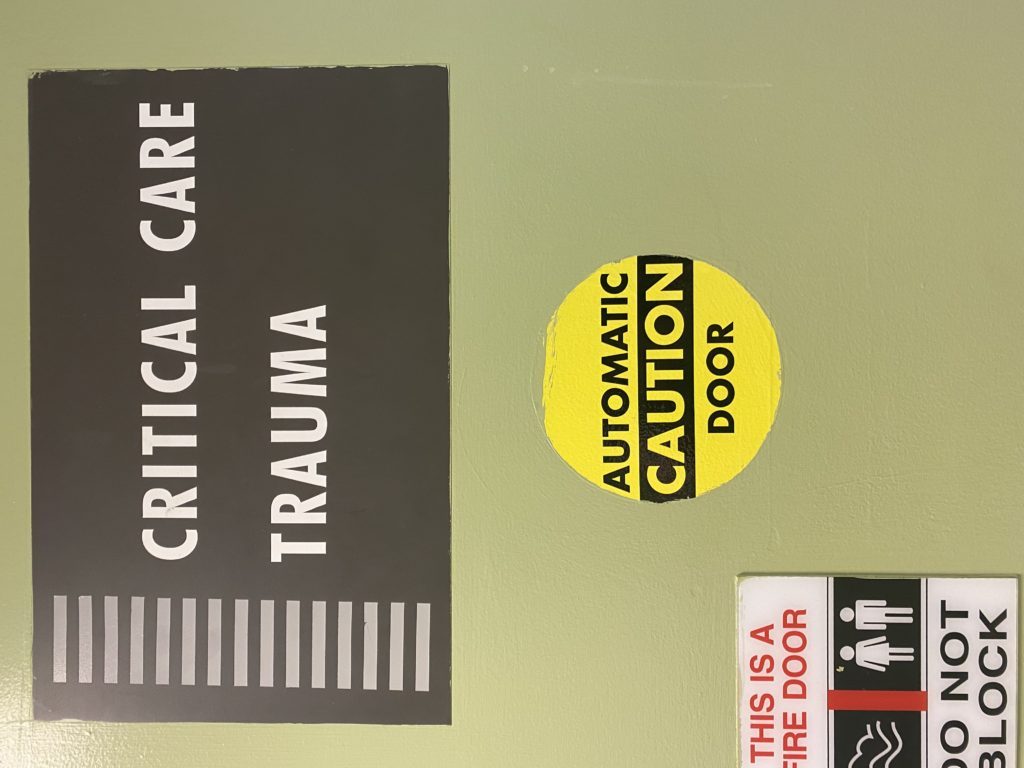 CRITICAL CARE
TRAUMA
AUTOMATIC
CAUTION
DOOR
THIS IS A
FIRE DOOR
DO NOT
BLOCK